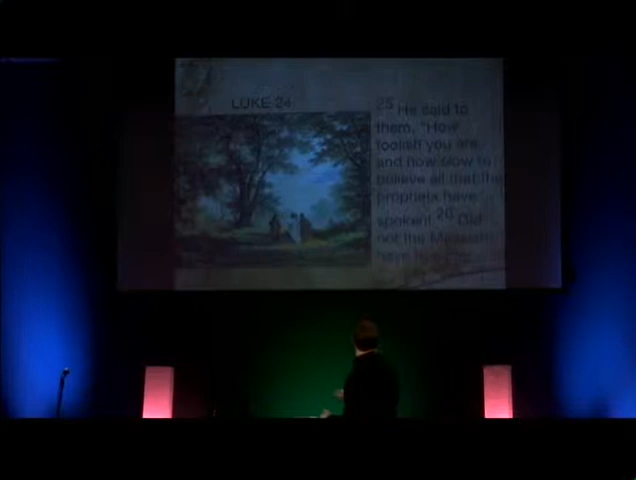 LUKE 24
25 He said to
them, "How
foolish you are
and how slow to
believe all that the
prophets have
spoken! 26 Did
not the Messiah
have